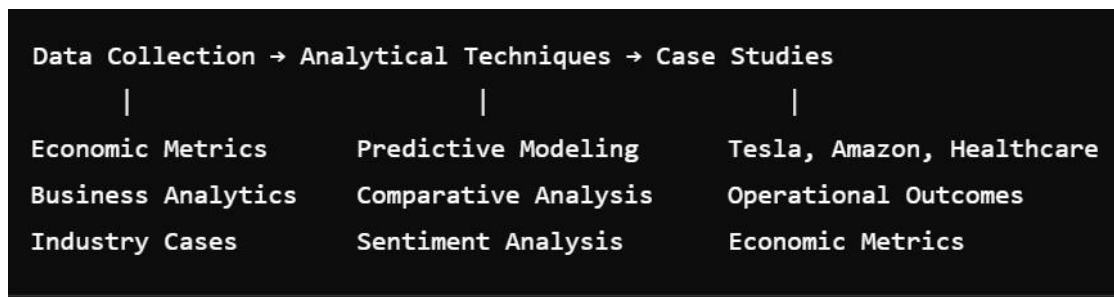 Data Collection → Analytical Techniques → Case Studies
| | |
Economic Metrics Predictive Modeling Tesla, Amazon, Healthcare
Business Analytics Comparative Analysis Operational Outcomes
Industry Cases Sentiment Analysis Economic Metrics